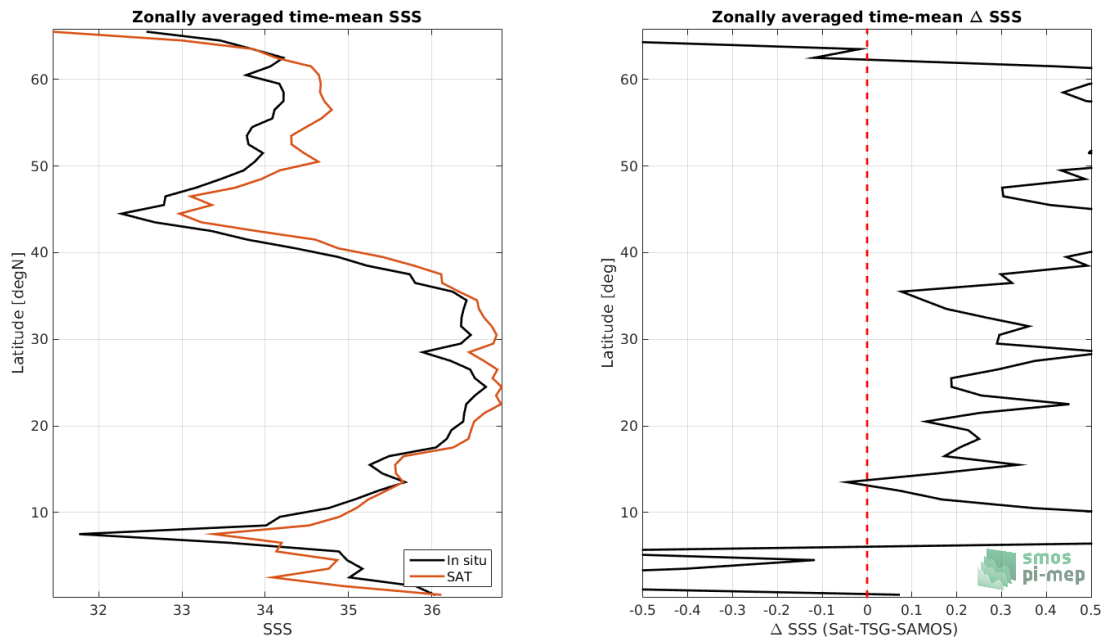 Zonally averaged time-mean SSS
60
50
40
30
20
10
Latitude [degN]
32
33
34
35
36
SSS
In situ
SAT
Zonally averaged time-mean Δ SSS
60
50
40
30
20
10
Latitude [deg]
-0.5
-0.4
-0.3
-0.2
-0.1
0
0.1
0.2
0.3
0.4
0.5
Δ SSS (Sat-TSG-SAMOS)
smos
pi-mep